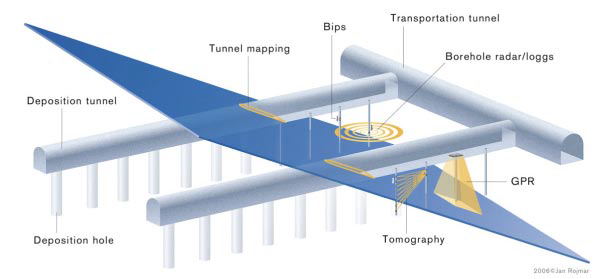 Transportation tunnel
Bips
Tunnel mapping
Borehole radar/loggs
Deposition tunnel
GPR
Deposition hole
Tomography
2006©Jan Rojmar